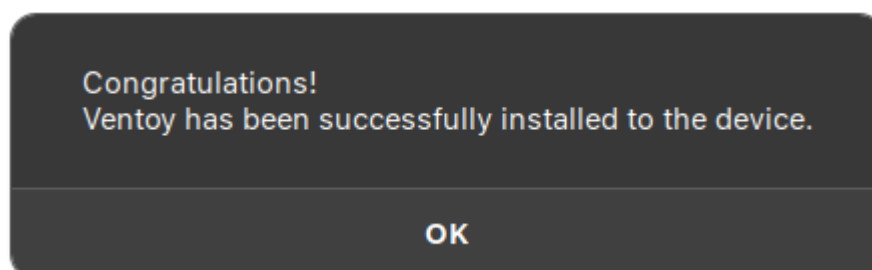 Congratulations!
Ventoy has been successfully installed to the device.
OK